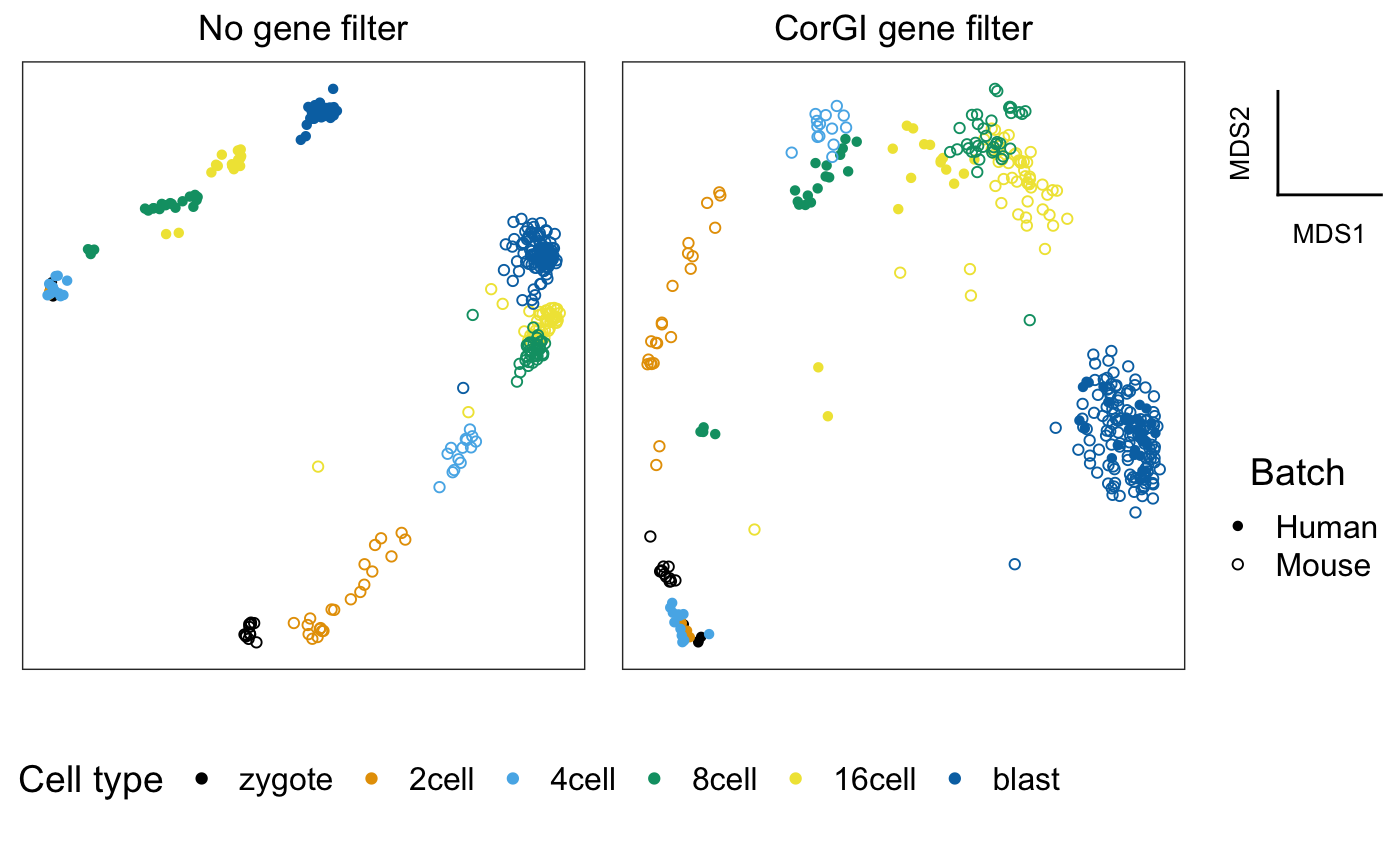 No gene filter
CorGI gene filter
MDS2
MDS1
Batch
Human
Mouse
Cell type zygote 2cell 4cell 8cell 16cell blast